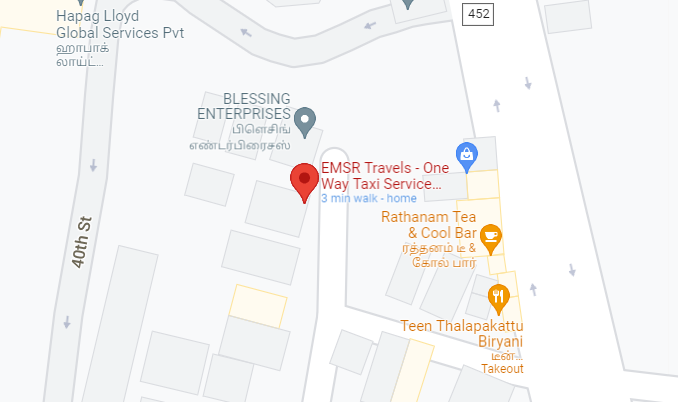 Hapag Lloyd
Global Services Pvt
ஹாபாக்
லாய்ட்...
452
BLESSING
ENTERPRISES
பிளெசிங்
எண்டர்பிரைசஸ்
EMSR Travels - One
Way Taxi Service...
3 min walk - home
Rathanam Tea
& Cool Bar
ர்த்தனம் டீ &
கோல் பார்
40th St
Teen Thalapakattu
Biryani
டீன்...
Takeout